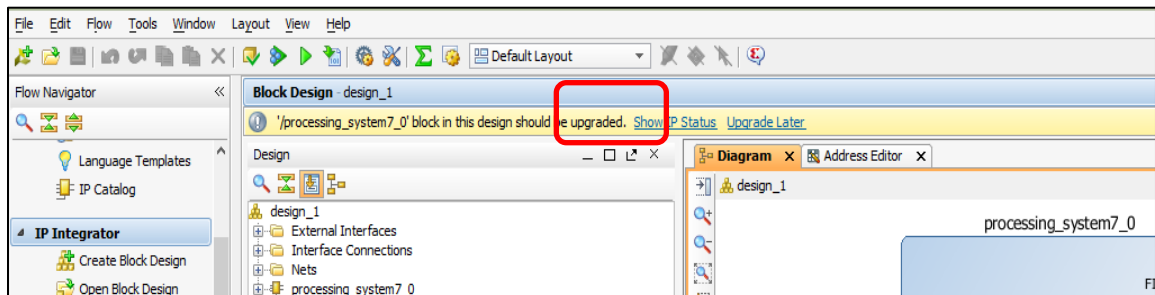 File Edit Flow Tools Window Layout View Help
Default Layout
Flow Navigator
Block Design - design_1
'/processing_system7_0' block in this design should be upgraded. Show IP Status Upgrade Later
Language Templates
IP Catalog
IP Integrator
Create Block Design
Open Block Design
Design
design_1
External Interfaces
Interface Connections
Nets
processing_system7_0
Diagram
Address Editor
design_1
processing_system7_0